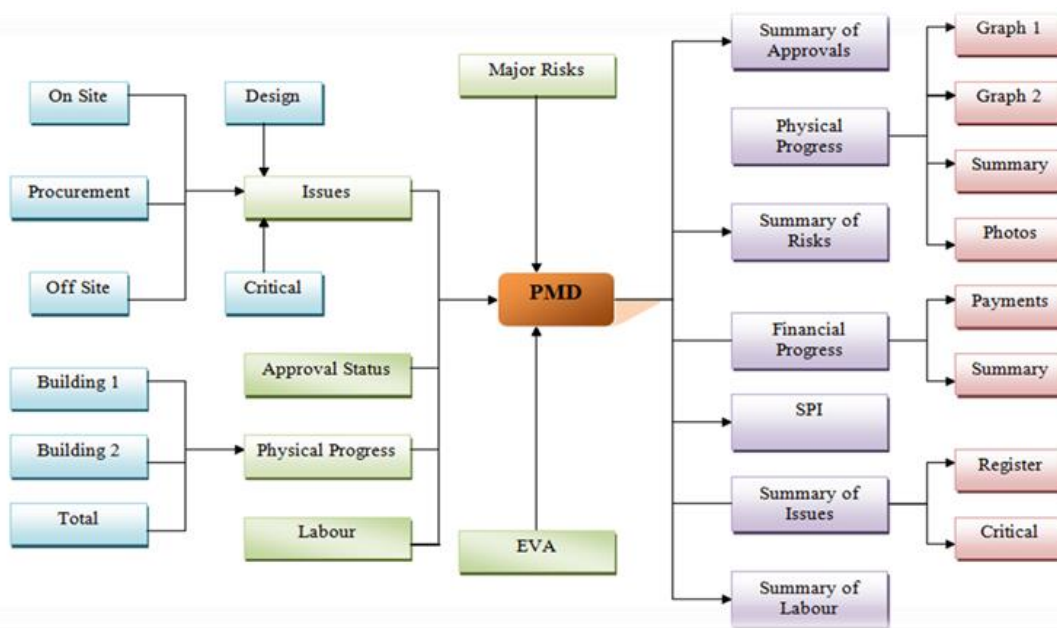 On Site
Procurement
Off Site
Design
Issues
Critical
Building 1
Building 2
Total
Approval Status
Physical Progress
Labour
Major Risks
PMD
EVA
Summary of
Approvals
Physical
Progress
Summary of
Risks
Financial
Progress
SPI
Summary of
Issues
Summary of
Labour
Graph 1
Graph 2
Summary
Photos
Payments
Summary
Register
Critical